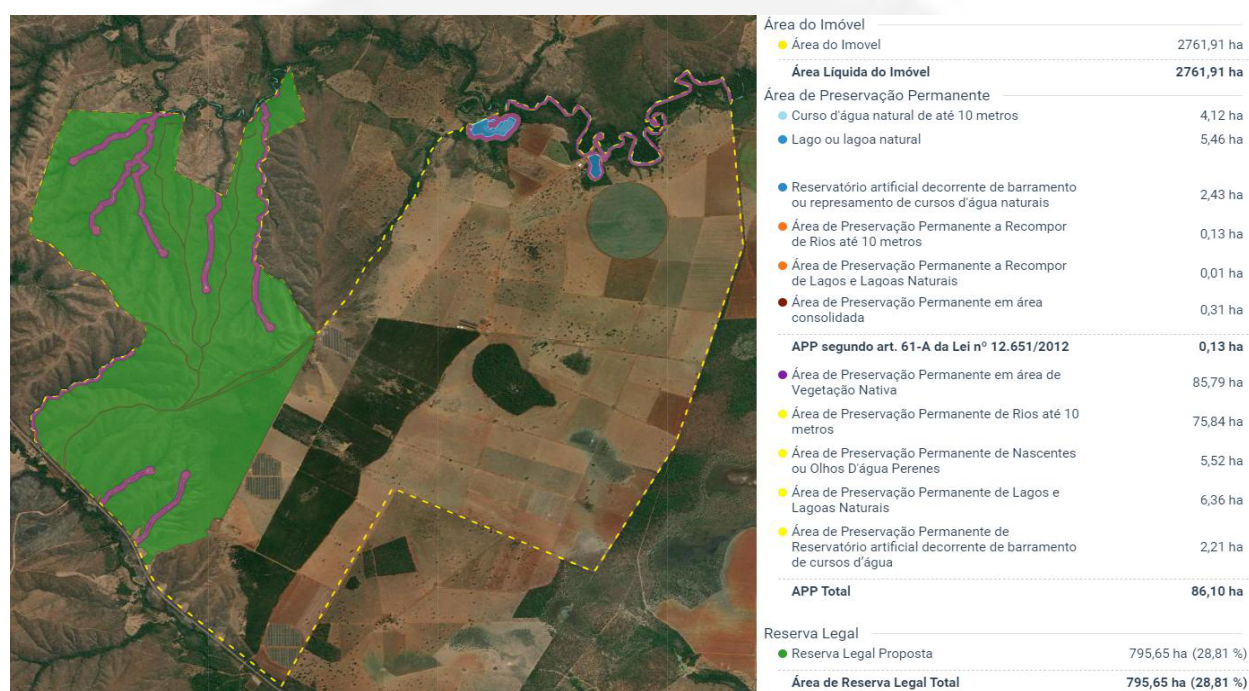 Área do Imóvel
Área do Imovel 2761,91 ha
Área Líquida do Imóvel 2761,91 ha
Área de Preservação Permanente
Curso d'água natural de até 10 metros 4,12 ha
Lago ou lagoa natural 5,46 ha
Reservatório artificial decorrente de barramento
ou represamento de cursos d'água naturais 2,43 ha
Área de Preservação Permanente a Recompor
de Rios até 10 metros 0,13 ha
Área de Preservação Permanente a Recompor
de Lagos e Lagoas Naturais 0,01 ha
Área de Preservação Permanente em área
consolidada 0,31 ha
APP segundo art. 61-A da Lei nº 12.651/2012 0,13 ha
Área de Preservação Permanente em área de
Vegetação Nativa 85,79 ha
Área de Preservação Permanente de Rios até 10
metros 75,84 ha
Área de Preservação Permanente de Nascentes
ou Olhos D'água Perenes 5,52 ha
Área de Preservação Permanente de Lagos e
Lagoas Naturais 6,36 ha
Área de Preservação Permanente de
Reservatório artificial decorrente de barramento
de cursos d'água 2,21 ha
APP Total 86,10 ha
Reserva Legal
Reserva Legal Proposta 795,65 ha (28,81 %)
Área de Reserva Legal Total 795,65 ha (28,81 %)